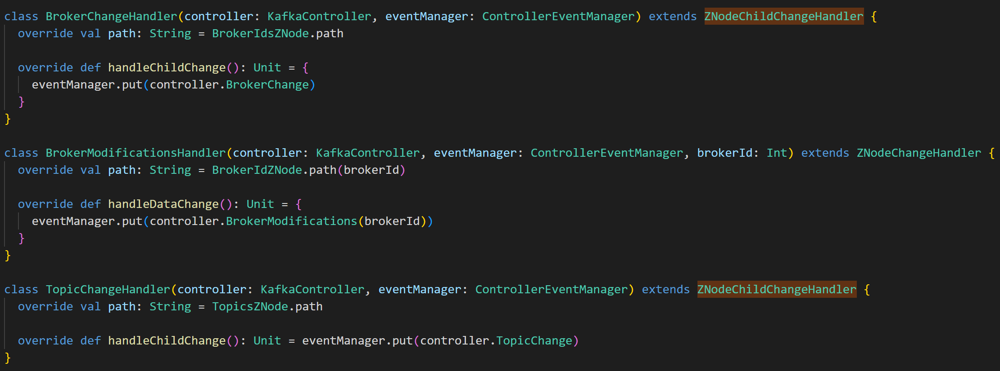 class BrokerChangeHandler(controller: KafkaController, eventManager: ControllerEventManager) extends ZNodeChildChangeHandler {
  override val path: String = BrokerIdsZNode.path

  override def handleChildChange(): Unit = {
    eventManager.put(controller.BrokerChange)
  }
}

class BrokerModificationsHandler(controller: KafkaController, eventManager: ControllerEventManager, brokerId: Int) extends ZNodeChangeHandler {
  override val path: String = BrokerIdZNode.path(brokerId)

  override def handleDataChange(): Unit = {
    eventManager.put(controller.BrokerModifications(brokerId))
  }
}

class TopicChangeHandler(controller: KafkaController, eventManager: ControllerEventManager) extends ZNodeChildChangeHandler {
  override val path: String = TopicsZNode.path

  override def handleChildChange(): Unit = eventManager.put(controller.TopicChange)
}